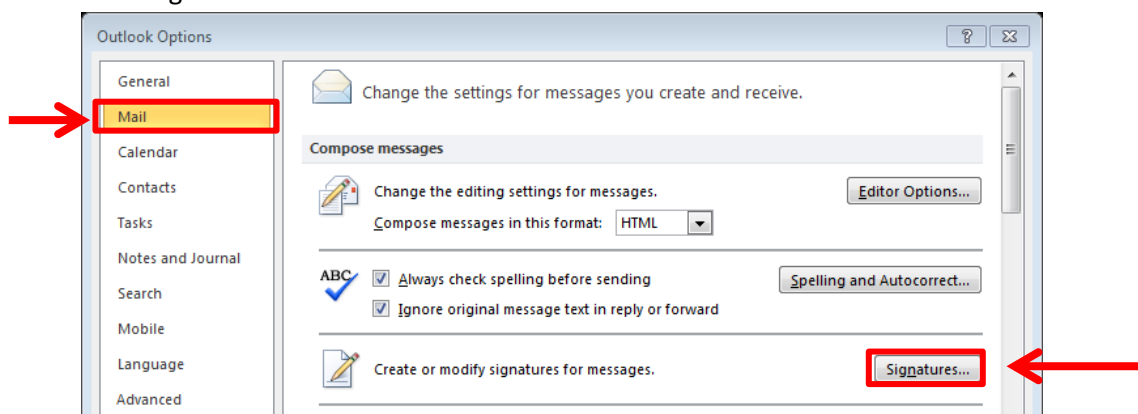 Outlook Options
General
Mail
Calendar
Contacts
Tasks
Notes and Journal
Search
Mobile
Language
Advanced
Change the settings for messages you create and receive.
Compose messages
Change the editing settings for messages.
Editor Options...
Compose messages in this format: HTML
ABC
Always check spelling before sending
Spelling and Autocorrect...
Ignore original message text in reply or forward
Create or modify signatures for messages.
Signatures...